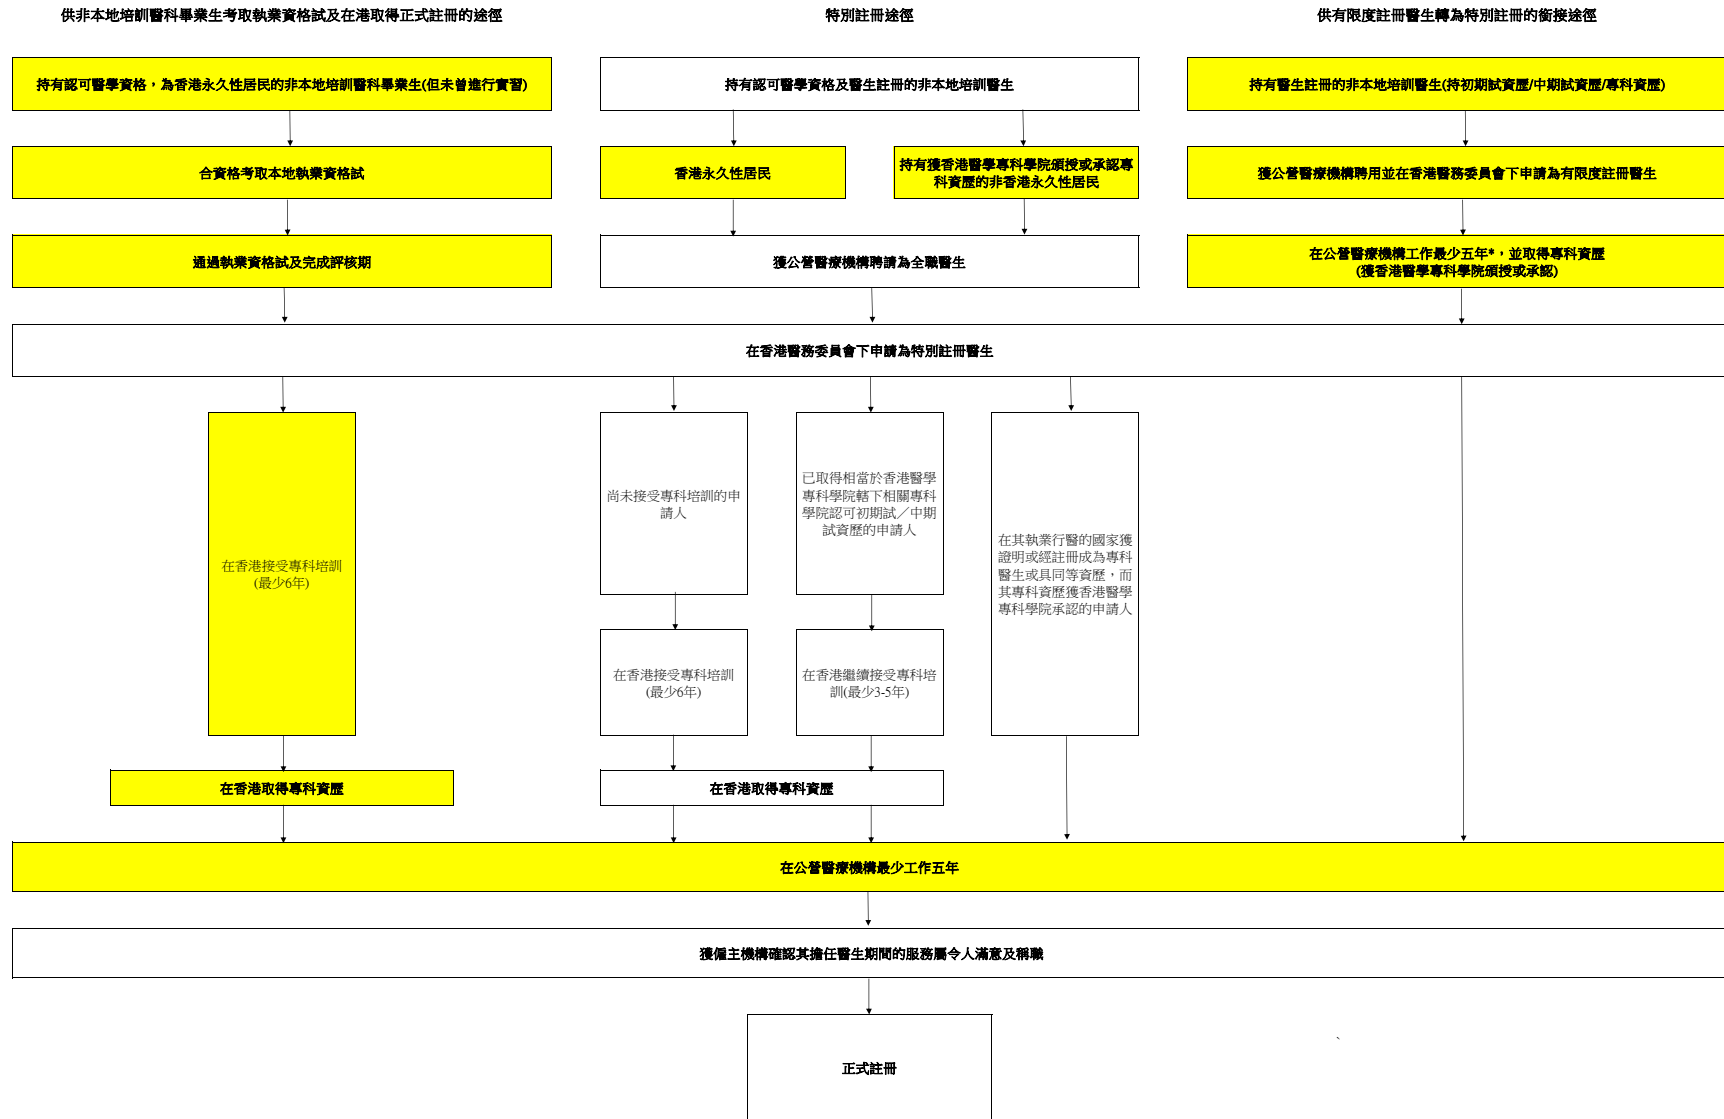 供非本地培訓醫科畢業生考取執業資格試及在港取得正式註冊的途徑
特別註冊途徑
供有限度註冊醫生轉為特別註冊的銜接途徑
持有認可醫學資格，為香港永久性居民的非本地培訓醫科畢業生(但未曾進行實習)
持有認可醫學資格及醫生註冊的非本地培訓醫生
持有醫生註冊的非本地培訓醫生(持初期試資歷/中期試資歷/專科資歷)
合資格考取本地執業資格試
香港永久性居民
持有獲香港醫學專科學院頒授或承認專
科資歷的非香港永久性居民
獲公營醫療機構聘用並在香港醫務委員會下申請為有限度註冊醫生
通過執業資格試及完成評核期
獲公營醫療機構聘請為全職醫生
在公營醫療機構工作最少五年*，並取得專科資歷
(獲香港醫學專科學院頒授或承認)
在香港醫務委員會下申請為特別註冊醫生
在香港接受專科培訓
(最少6年)
尚未接受專科培訓的申
請人
已取得相當於香港醫學
專科學院轄下相關專科
學院認可初期試／中期
試資歷的申請人
在其執業行醫的國家獲
證明或經註冊成為專科
醫生或具同等資歷，而
其專科資歷獲香港醫學
專科學院承認的申請人
在香港接受專科培訓
(最少6年)
在香港繼續接受專科培
訓(最少3-5年)
在香港取得專科資歷
在香港取得專科資歷
在公營醫療機構最少工作五年
獲僱主機構確認其擔任醫生期間的服務屬令人滿意及稱職
正式註冊
、